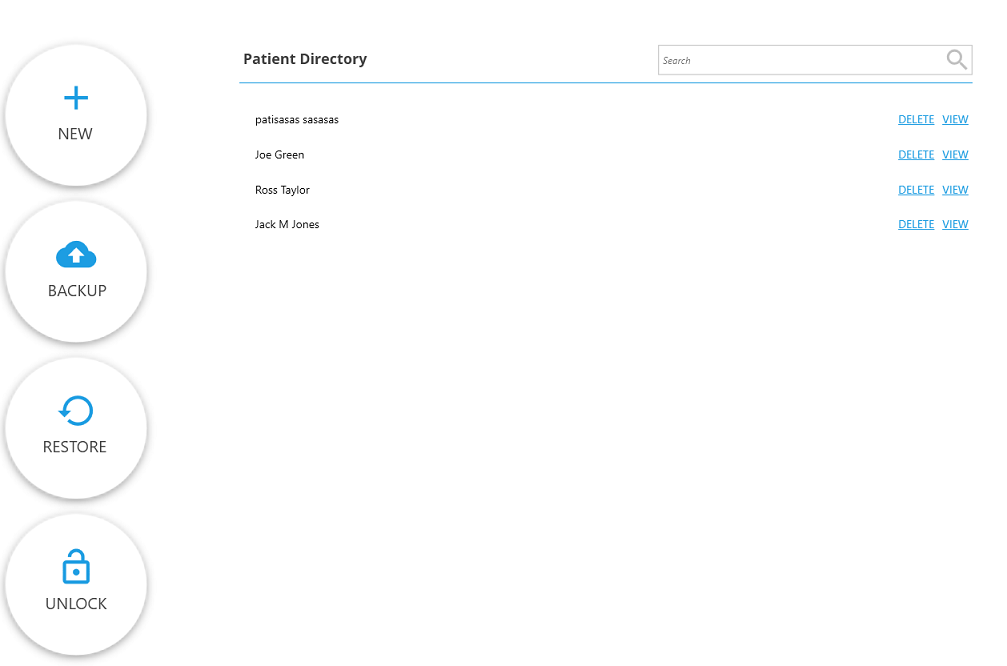 Patient Directory
Search
NEW
patisasas sasasas DELETE VIEW
Joe Green DELETE VIEW
Ross Taylor DELETE VIEW
Jack M Jones DELETE VIEW
BACKUP
RESTORE
UNLOCK